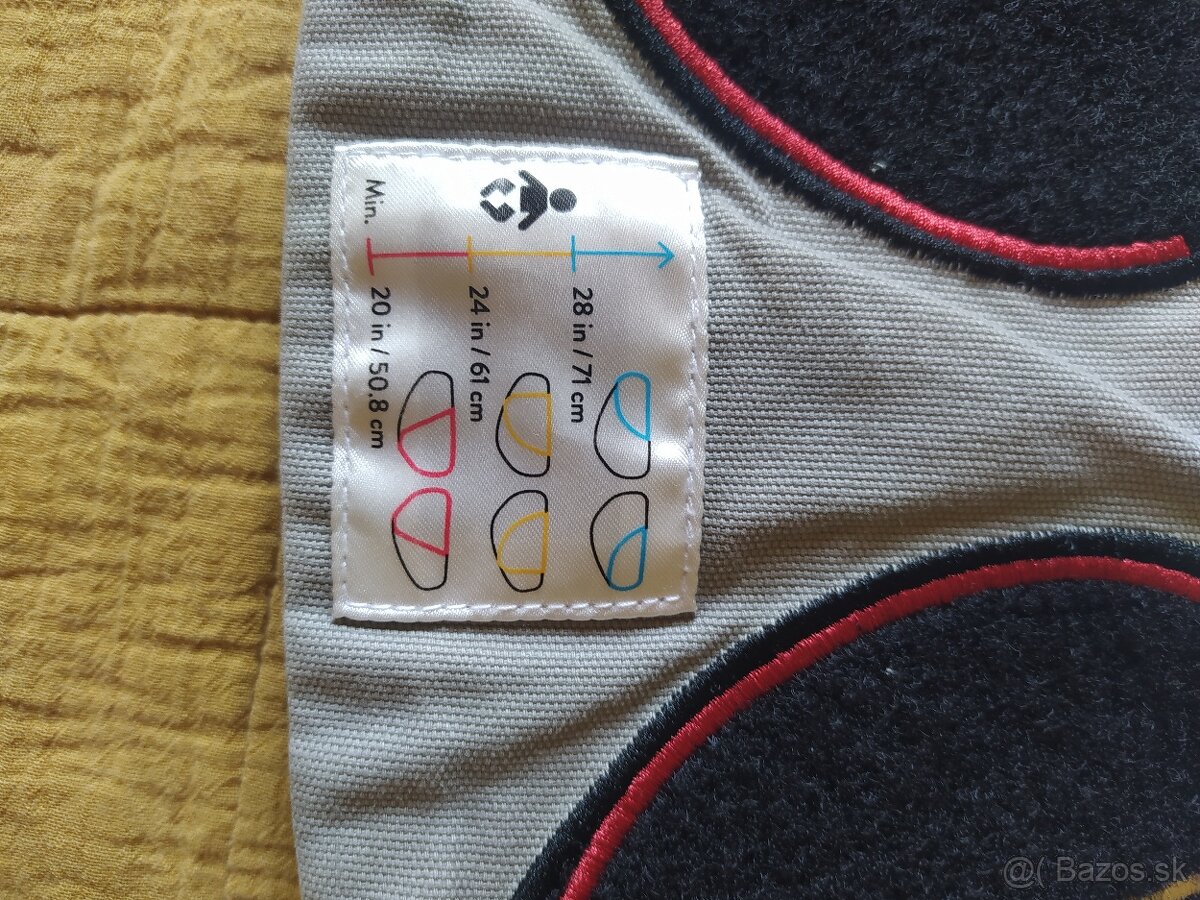 28 in / 71 cm
24 in / 61 cm
Min. 20 in / 50.8 cm
@( Bazos.sk